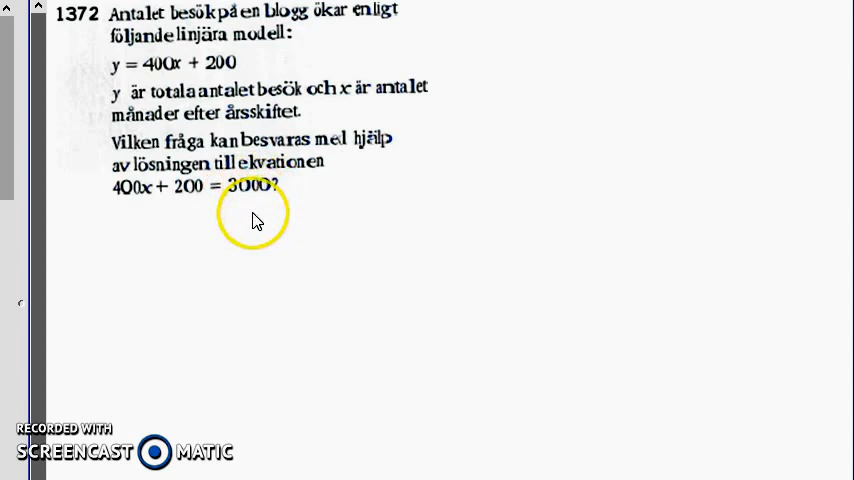 1372 Antalet besök på en blogg ökar enligt
följande linjära modell:
y = 400x + 200
y är totala antalet besök och x är antalet
månader efter årsskiftet.
Vilken fråga kan besvaras med hjälp
av lösningen till ekvationen
400x + 200 = 3000?
RECORDED WITH
SCREENCAST MATIC